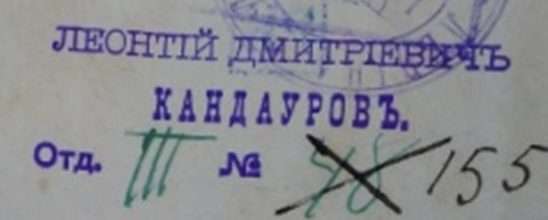 ЛЕОНТІЙ ДМИТРІЕВИЧЪ
КАНДАУРОВЪ.
Отд. III № 155